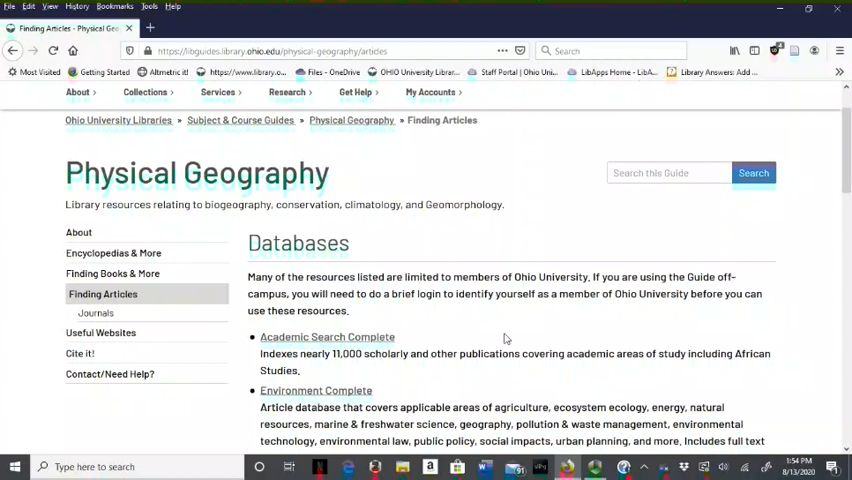 File Edit View History Bookmarks Tools Help
Finding Articles - Physical Geo
https://libguides.library.ohio.edu/physical-geography/articles
Search
Most Visited Getting Started Altmetric it! https://www.library.o... Files - OneDrive OHIO University Librar... Staff Portal | Ohio Uni... LibApps Home - LibA... Library Answers: Add ...
About Collections Services Research Get Help My Accounts
Ohio University Libraries » Subject & Course Guides » Physical Geography » Finding Articles
Physical Geography
Search this Guide Search
Library resources relating to biogeography, conservation, climatology, and Geomorphology.
About
Encyclopedias & More
Finding Books & More
Finding Articles
Journals
Useful Websites
Cite it!
Contact/Need Help?
Databases
Many of the resources listed are limited to members of Ohio University. If you are using the Guide off-
campus, you will need to do a brief login to identify yourself as a member of Ohio University before you can
use these resources.
Academic Search Complete
Indexes nearly 11,000 scholarly and other publications covering academic areas of study including African
Studies.
Environment Complete
Article database that covers applicable areas of agriculture, ecosystem ecology, energy, natural
resources, marine & freshwater science, geography, pollution & waste management, environmental
technology, environmental law, public policy, social impacts, urban planning, and more. Includes full text
Type here to search
91
1:54 PM
8/13/2020